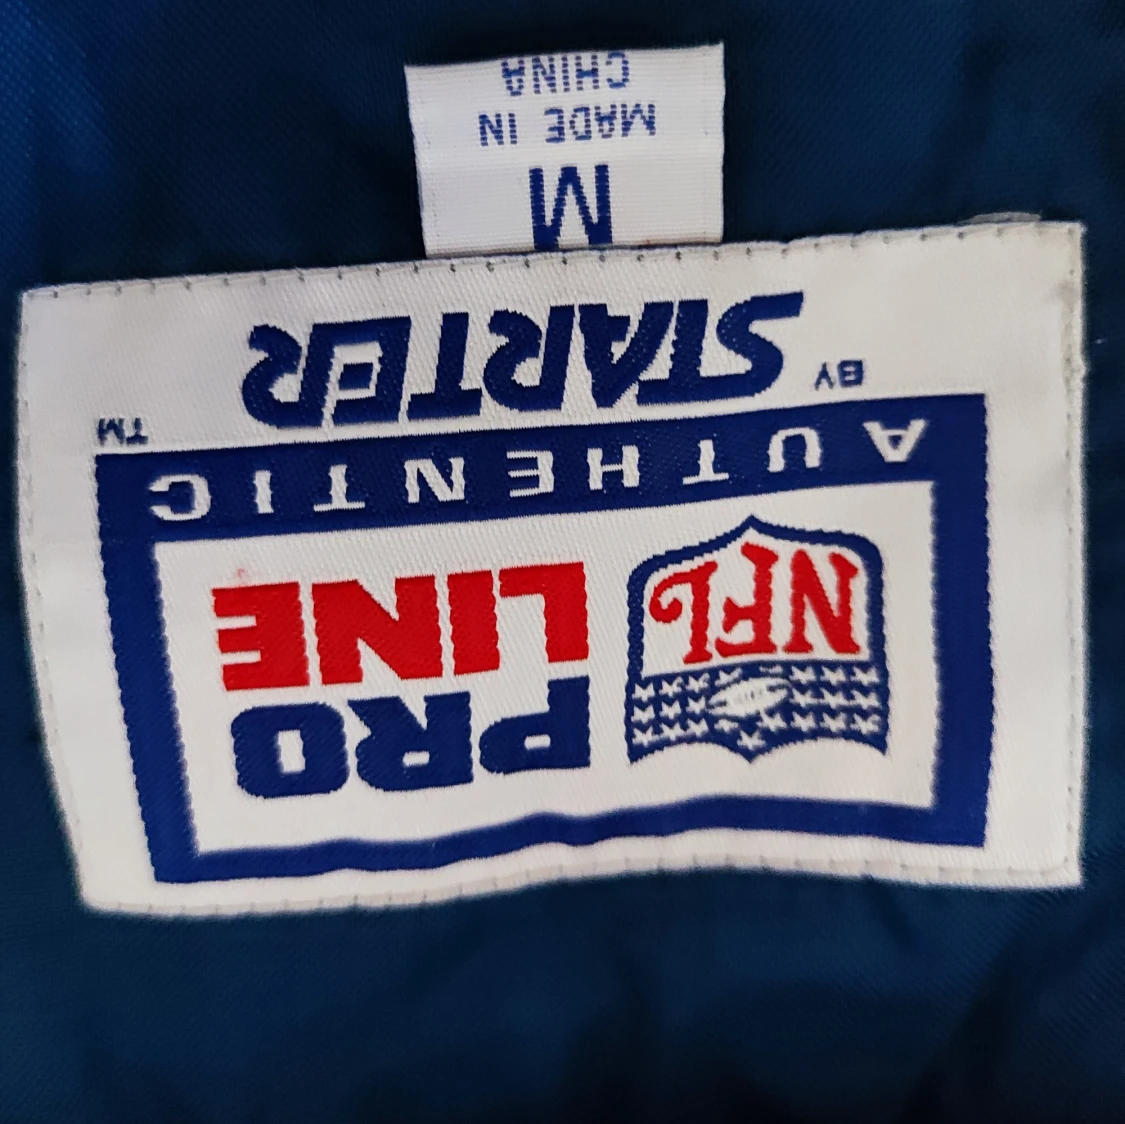 NFL
PRO
LINE
AUTHENTIC
TM
BY STARTER
M
MADE IN
CHINA